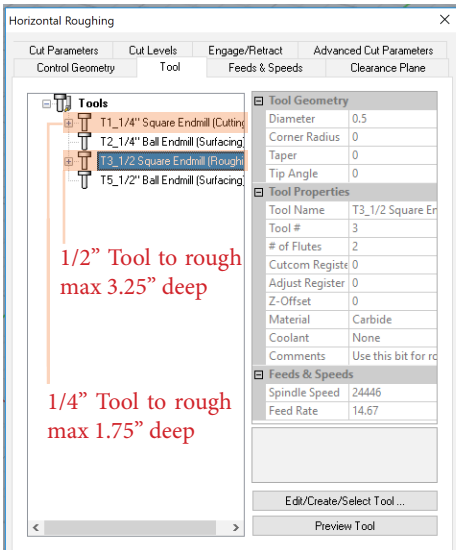 Horizontal Roughing
Cut Parameters Cut Levels Engage/Retract Advanced Cut Parameters
Control Geometry Tool Feeds & Speeds Clearance Plane
Tools
T1_1/4" Square Endmill (Cutting
T2_1/4" Ball Endmill (Surfacing)
T3_1/2 Square Endmill (Roughi
T5_1/2" Ball Endmill (Surfacing)
1/2” Tool to rough
max 3.25” deep
1/4” Tool to rough
max 1.75” deep
Tool Geometry
Diameter 0.5
Corner Radius 0
Taper 0
Tip Angle 0
Tool Properties
Tool Name T3_1/2 Square Er
Tool # 3
# of Flutes 2
Cutcom Registe 0
Adjust Register 0
Z-Offset 0
Material Carbide
Coolant None
Comments Use this bit for rc
Feeds & Speeds
Spindle Speed 24446
Feed Rate 14.67
Edit/Create/Select Tool ...
Preview Tool